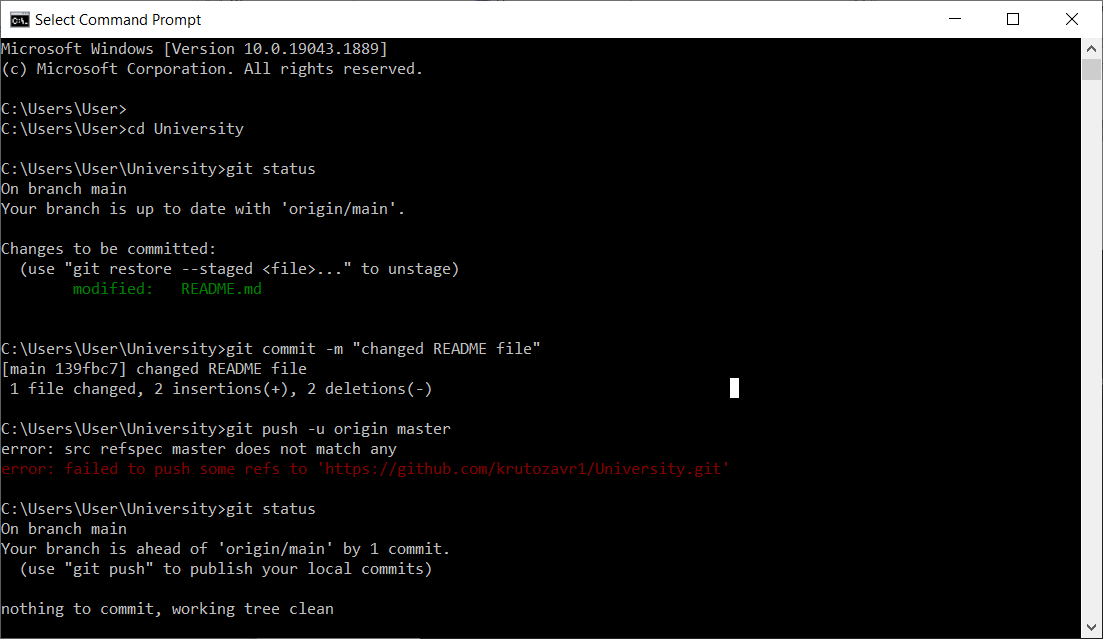 Select Command Prompt
Microsoft Windows [Version 10.0.19043.1889]
(c) Microsoft Corporation. All rights reserved.
C:\Users\User>
C:\Users\User>cd University
C:\Users\User\University>git status
On branch main
Your branch is up to date with 'origin/main'.
Changes to be committed:
  (use "git restore --staged <file>..." to unstage)
        modified:   README.md
C:\Users\User\University>git commit -m "changed README file"
[main 139fbc7] changed README file
 1 file changed, 2 insertions(+), 2 deletions(-)
C:\Users\User\University>git push -u origin master
error: src refspec master does not match any
error: failed to push some refs to 'https://github.com/krutozavr1/University.git'
C:\Users\User\University>git status
On branch main
Your branch is ahead of 'origin/main' by 1 commit.
  (use "git push" to publish your local commits)
nothing to commit, working tree clean